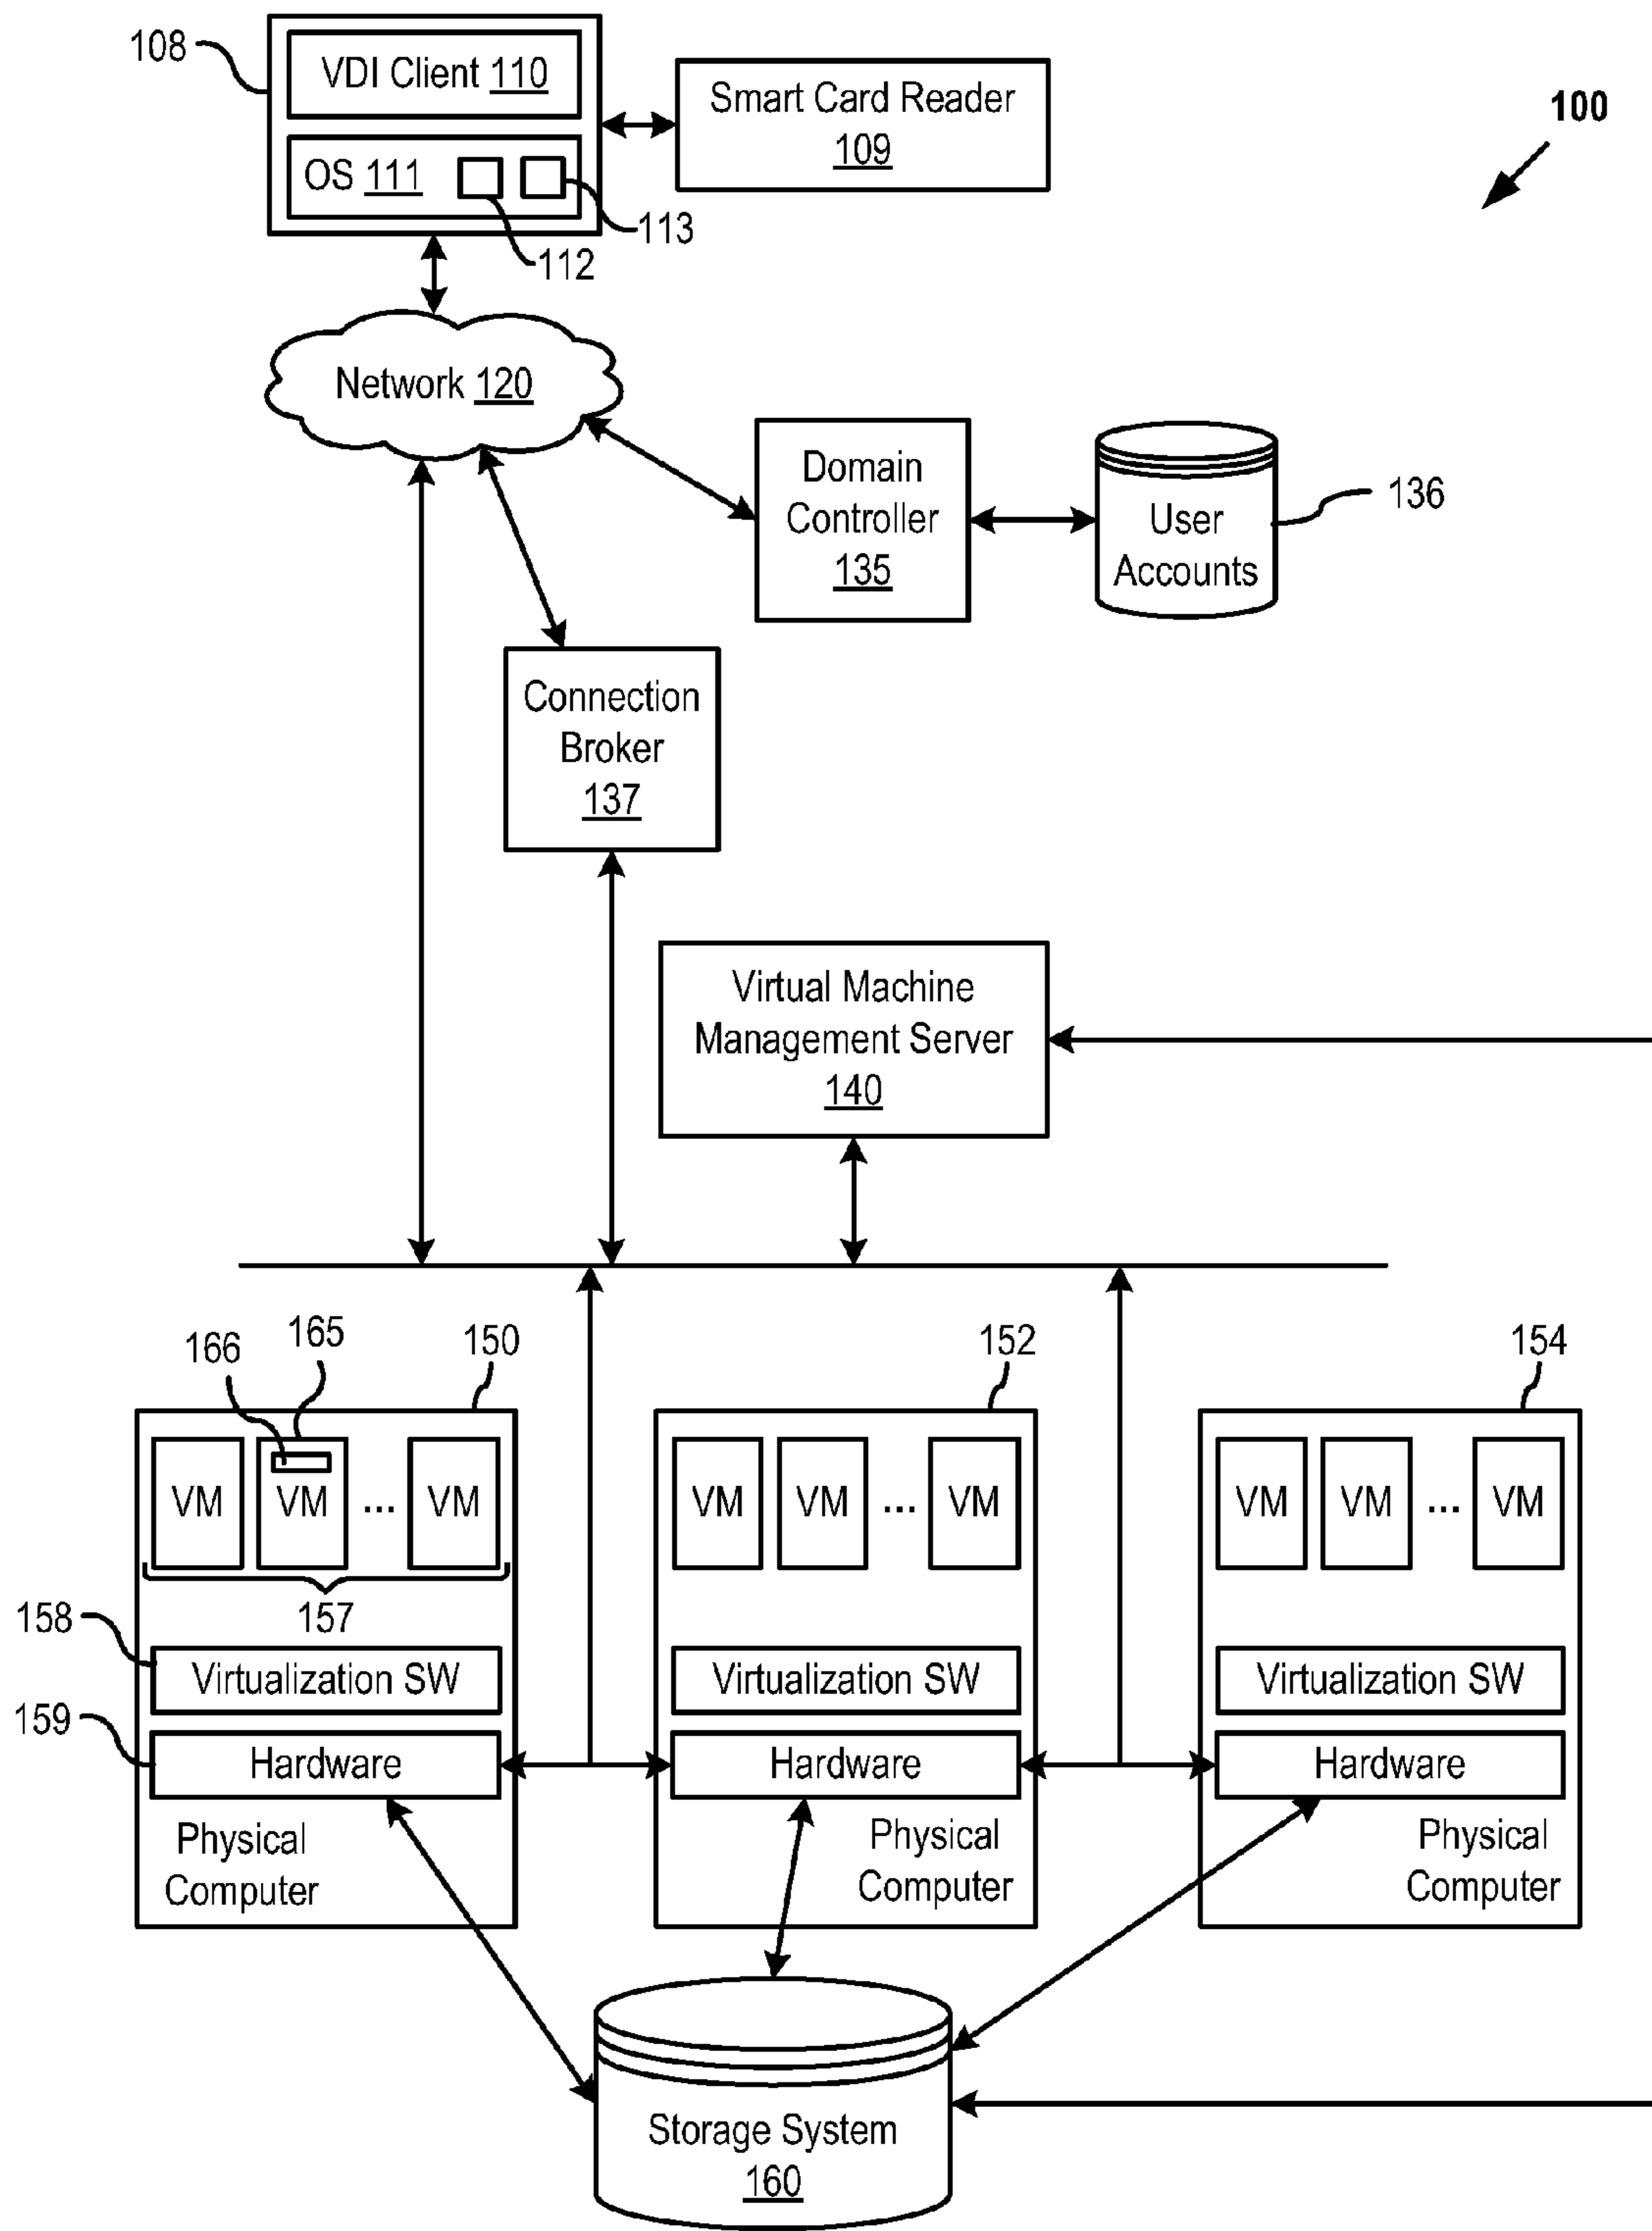 108
VDI Client 110
Smart Card Reader
109
100
OS 111
113
112
Network 120
Domain
Controller
135
User
Accounts
136
Connection
Broker
137
Virtual Machine
Management Server
140
166
165
150
152
154
VM
VM
...
VM
VM
VM
...
VM
VM
VM
...
VM
157
158
Virtualization SW
Virtualization SW
Virtualization SW
159
Hardware
Hardware
Hardware
Physical
Computer
Physical
Computer
Physical
Computer
Storage System
160